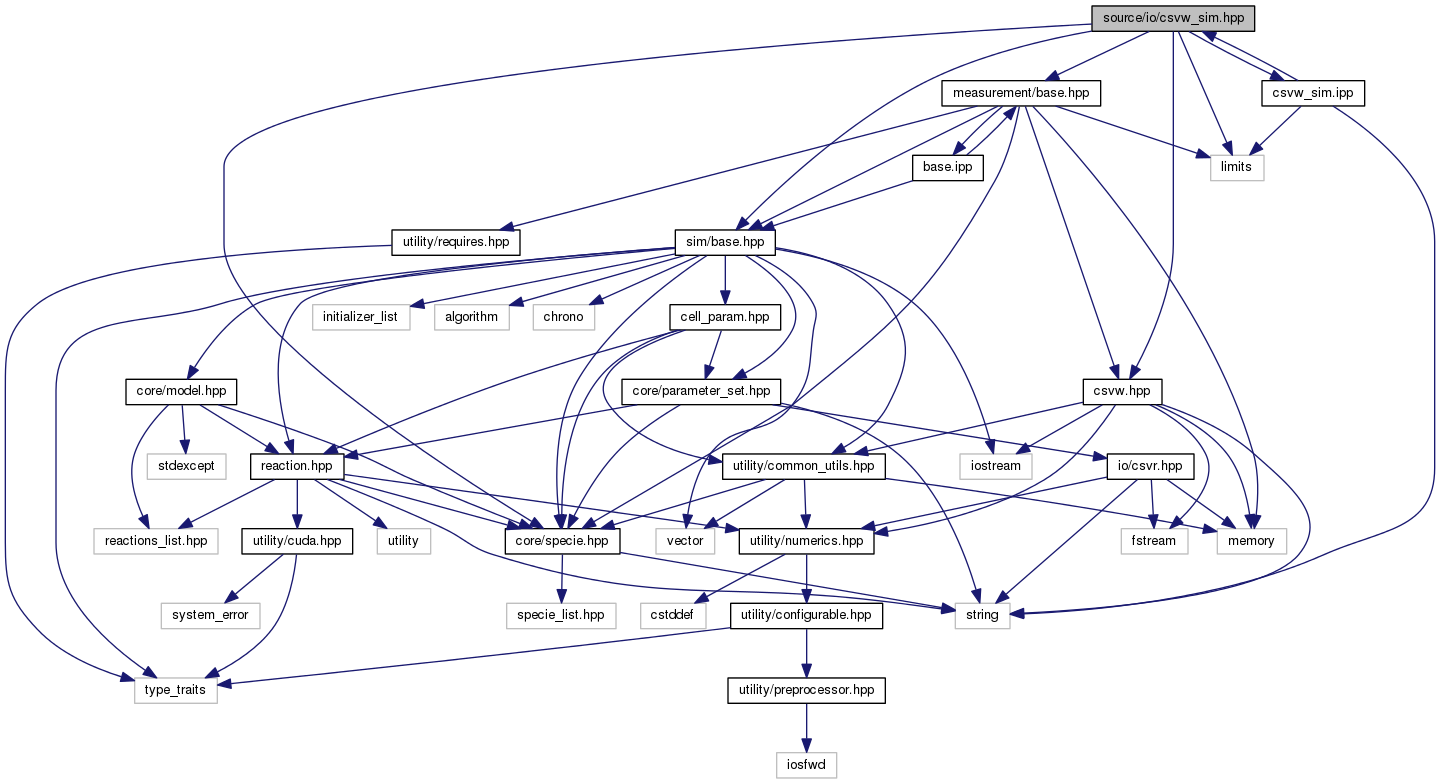 source/io/csvw_sim.hpp
measurement/base.hpp
csvw_sim.ipp
base.ipp
limits
utility/requires.hpp
sim/base.hpp
initializer_list
algorithm
chrono
cell_param.hpp
core/model.hpp
core/parameter_set.hpp
csvw.hpp
stdexcept
reaction.hpp
utility/common_utils.hpp
iostream
io/csvr.hpp
reactions_list.hpp
utility/cuda.hpp
utility
core/specie.hpp
vector
utility/numerics.hpp
fstream
memory
system_error
specie_list.hpp
cstddef
utility/configurable.hpp
string
type_traits
utility/preprocessor.hpp
iosfwd